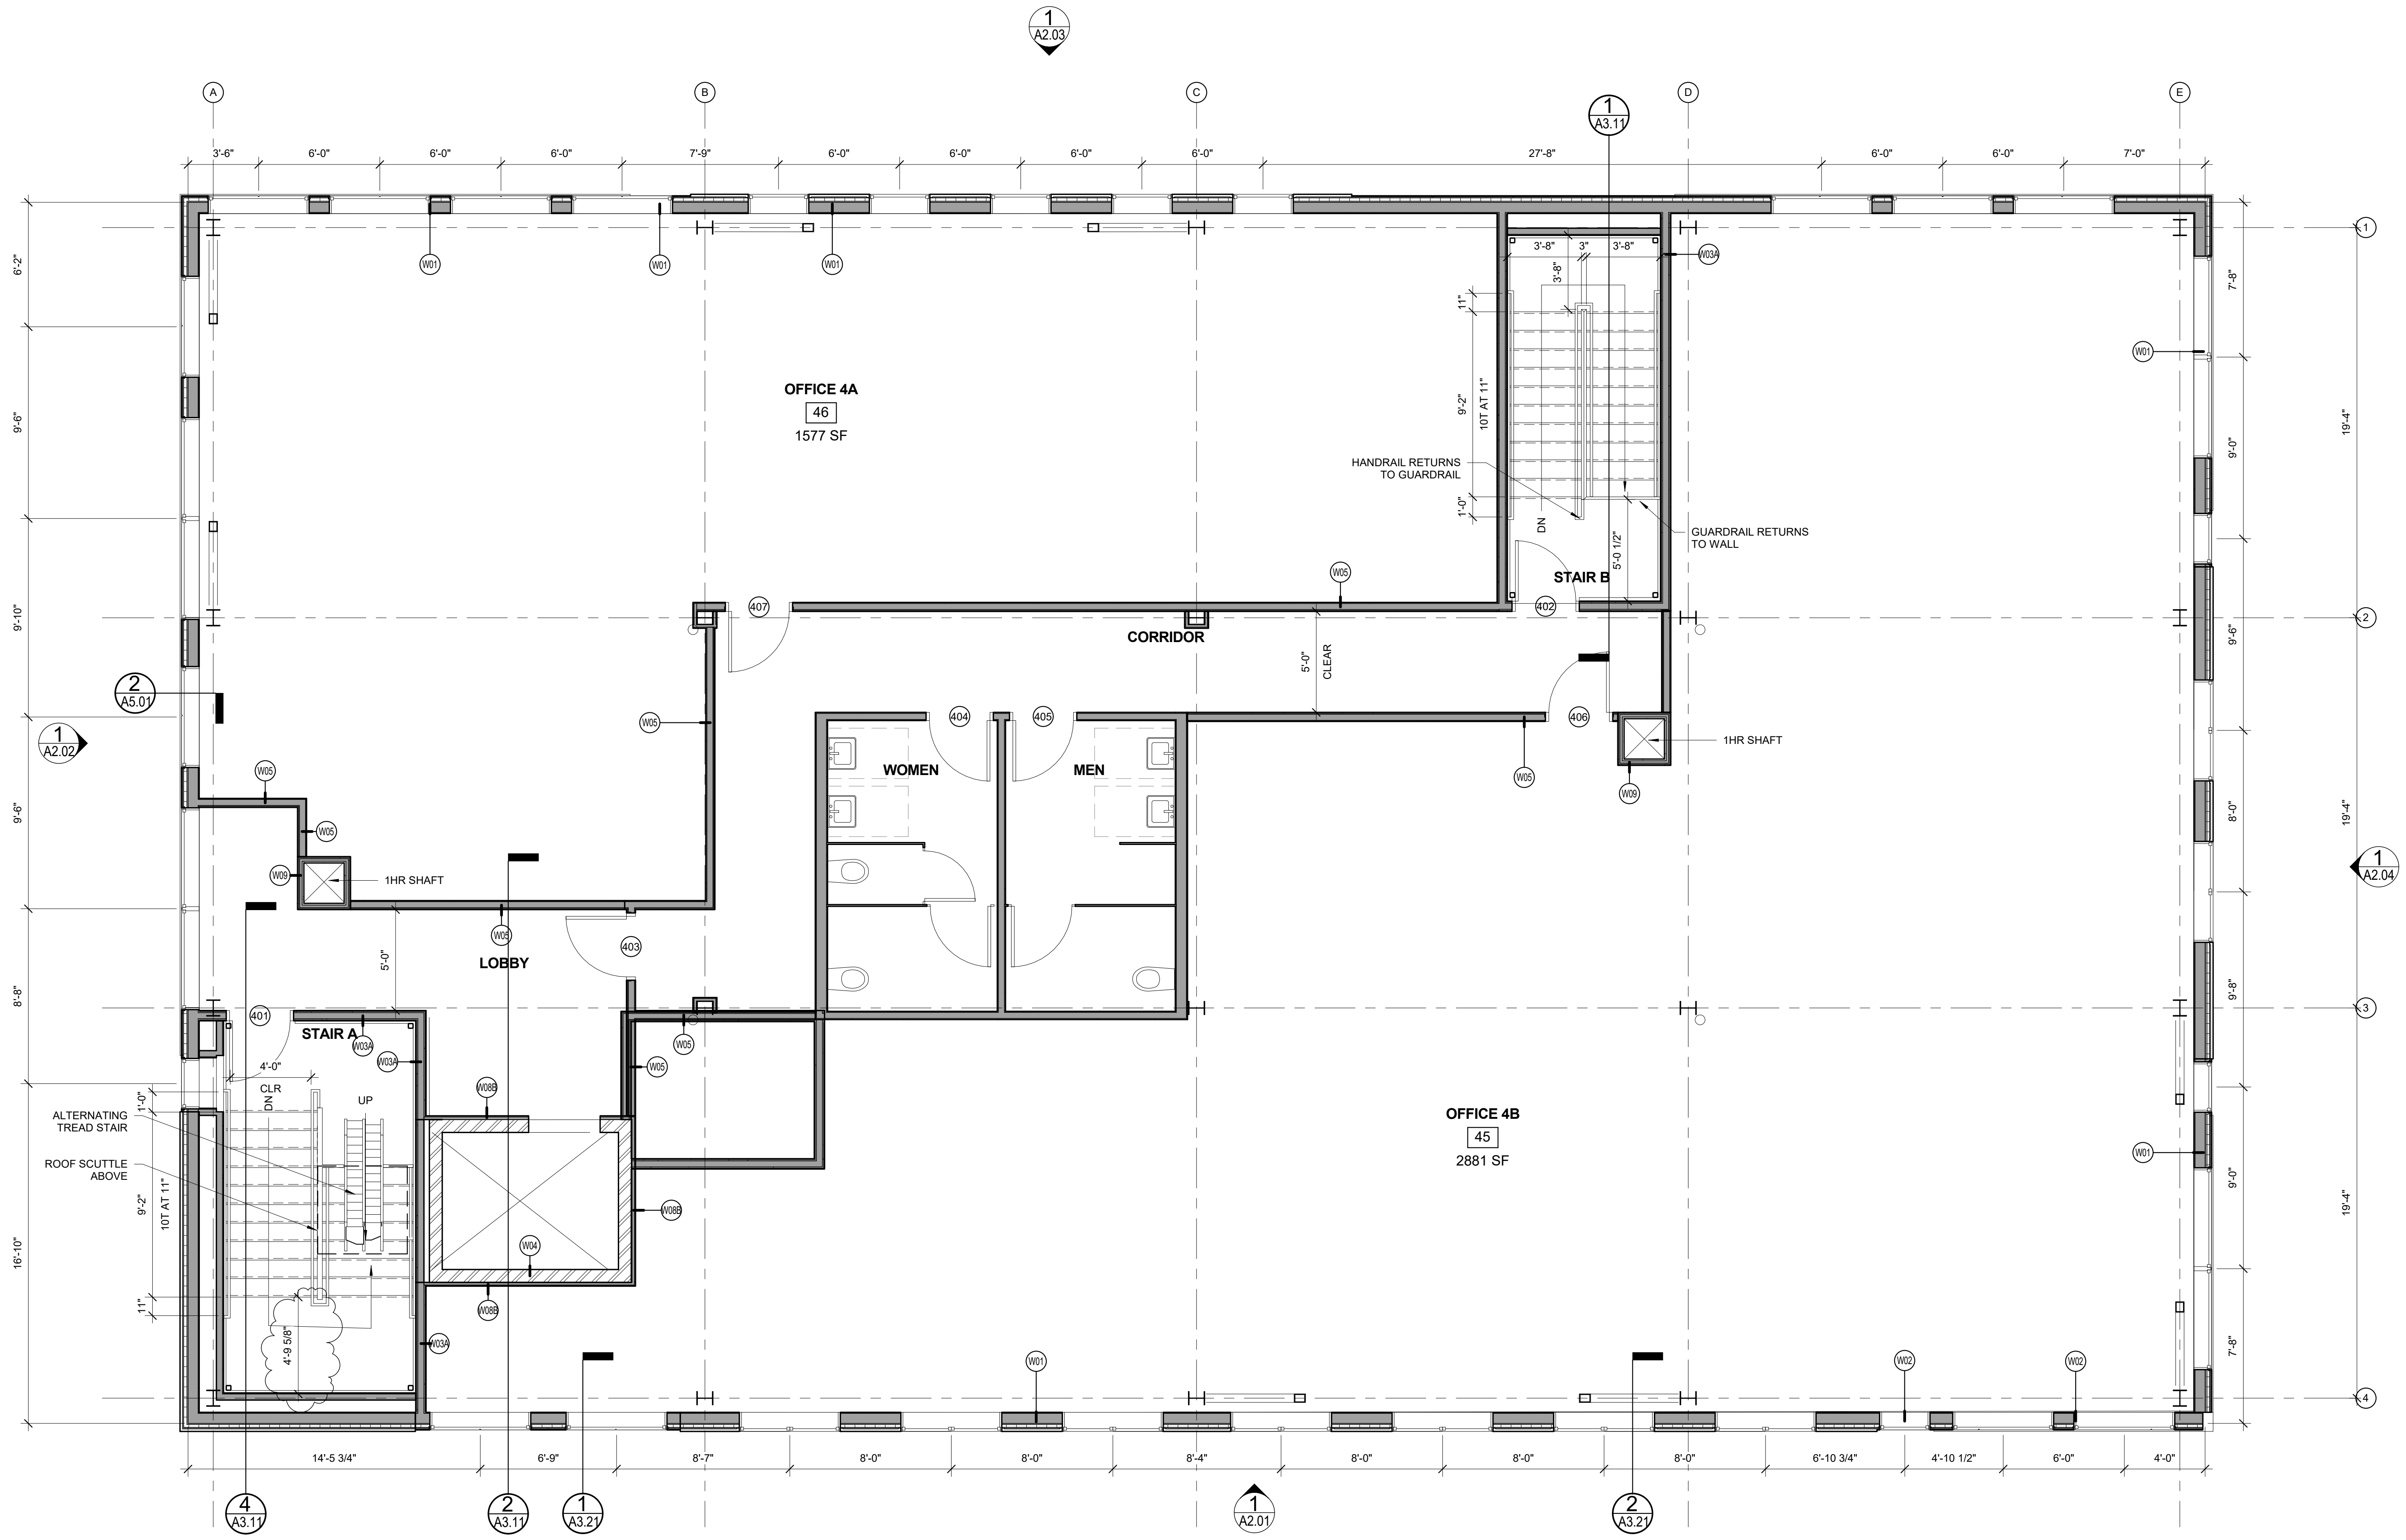 1
A2.03
A
B
C
D
E
1
A3.11
3'-6"
6'-0"
6'-0"
6'-0"
7'-9"
6'-0"
6'-0"
6'-0"
6'-0"
27'-8"
6'-0"
6'-0"
7'-0"
W01
W01
W01
3'-8"
3"
3'-8"
W03A
3'-8"
1
6'-2"
7'-8"
11"
W01
OFFICE 4A
46
1577 SF
9'-6"
9'-2"
10T AT 11"
19'-4"
9'-0"
HANDRAIL RETURNS
TO GUARDRAIL
1'-0"
DN
5'-0 1/2"
GUARDRAIL RETURNS
TO WALL
W05
STAIR B
407
402
2
9'-10"
CORRIDOR
9'-6"
5'-0"
CLEAR
2
A5.01
1
A2.02
W05
404
405
406
1HR SHAFT
WOMEN
MEN
W05
W05
W09
W05
9'-6"
8'-0"
19'-4"
1
A2.04
W09
1HR SHAFT
W05
403
LOBBY
5'-0"
8'-8"
9'-8"
401
3
STAIR A
W03A
W03A
W05
W05
4'-0"
CLR
DN
UP
W08B
1'-0"
ALTERNATING
TREAD STAIR
ROOF SCUTTLE
ABOVE
OFFICE 4B
45
2881 SF
W01
9'-2"
10T AT 11"
W08B
9'-0"
19'-4"
16'-10"
W04
11"
W08B
4'-9 5/8"
W03A
7'-8"
W01
W02
W02
4
14'-5 3/4"
6'-9"
8'-7"
8'-0"
8'-0"
8'-4"
8'-0"
8'-0"
8'-0"
6'-10 3/4"
4'-10 1/2"
6'-0"
4'-0"
4
A3.11
2
A3.11
1
A3.21
1
A2.01
2
A3.21